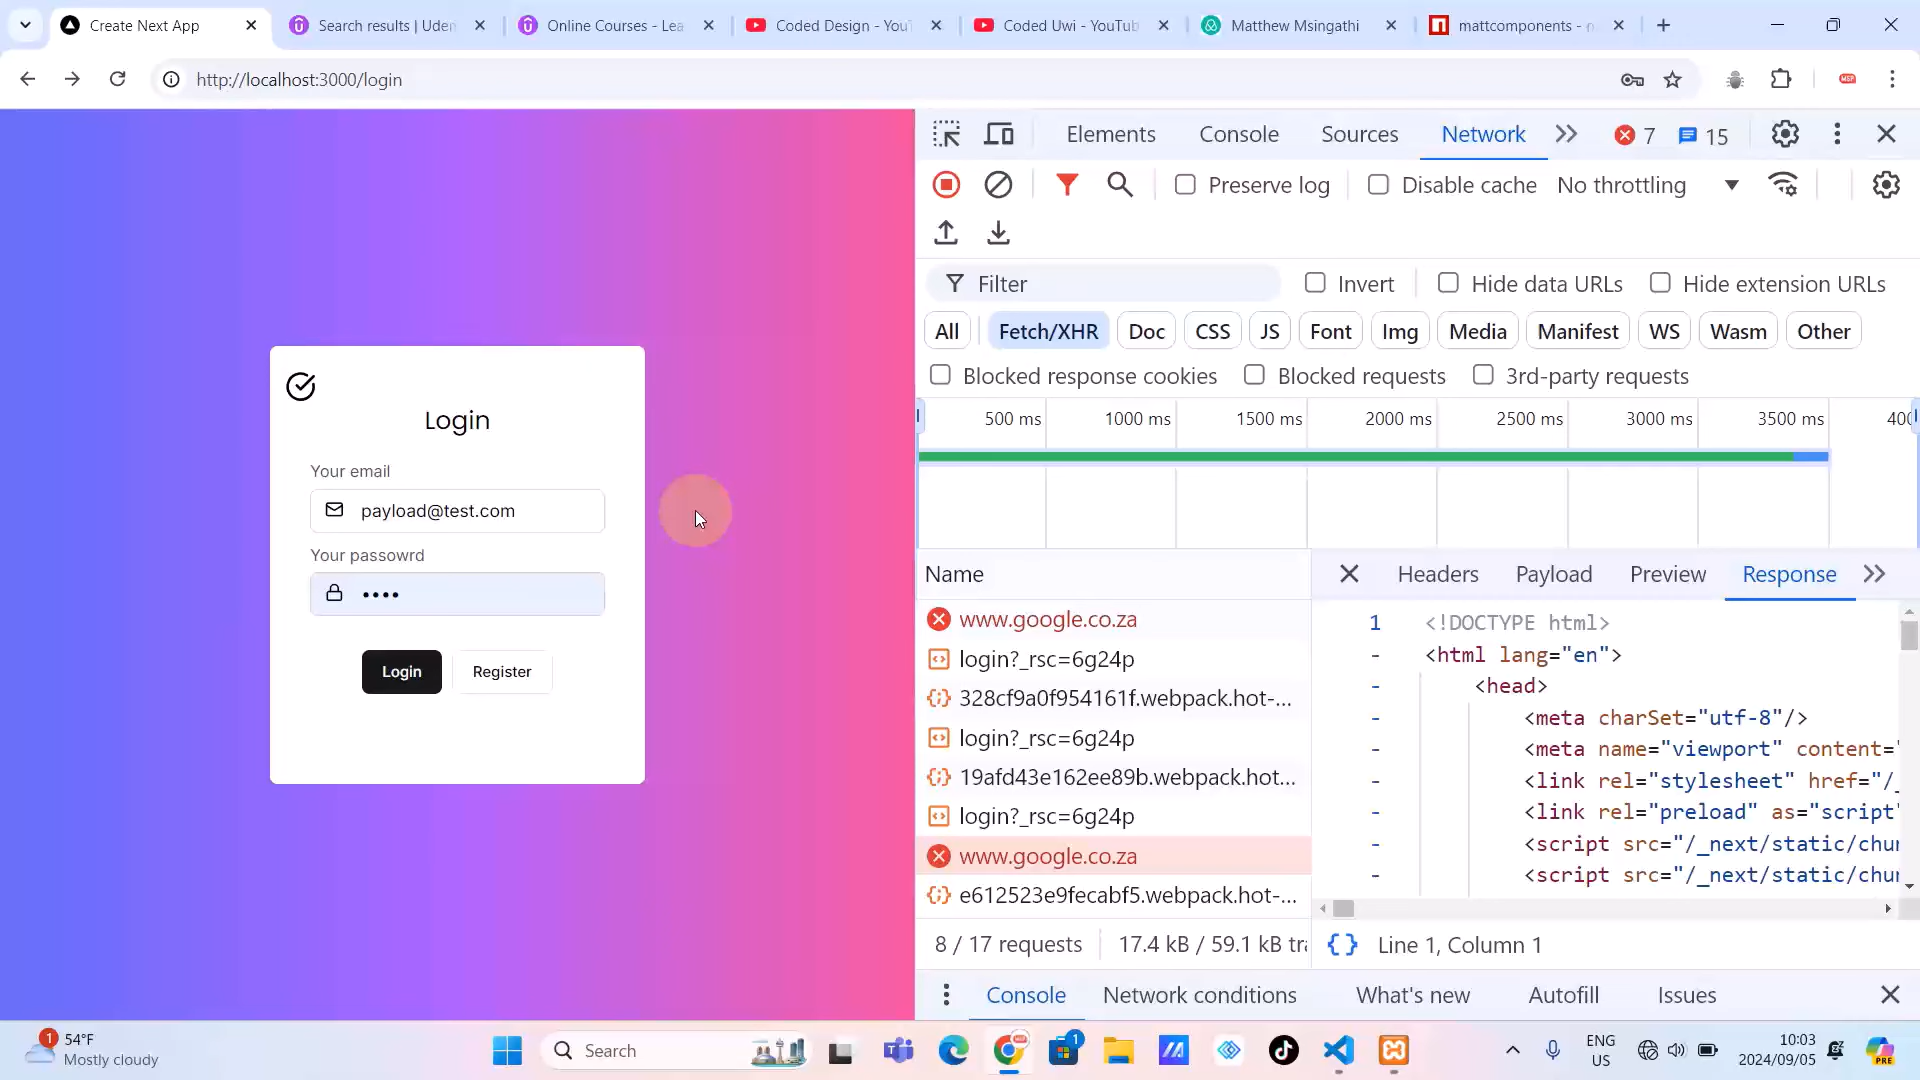 Create Next App
Search results | Uder
Online Courses - Lea
Coded Design - YouT
Coded Uwi - YouTub
Matthew Msingathi
mattcomponents - n
http://localhost:3000/login
Elements
Console
Sources
Network
7
15
Preserve log
Disable cache
No throttling
Filter
Invert
Hide data URLs
Hide extension URLs
All
Fetch/XHR
Doc
CSS
JS
Font
Img
Media
Manifest
WS
Wasm
Other
Blocked response cookies
Blocked requests
3rd-party requests
500 ms
1000 ms
1500 ms
2000 ms
2500 ms
3000 ms
3500 ms
400
Login
Your email
payload@test.com
Your passowrd
Login
Register
Name
www.google.co.za
login?_rsc=6g24p
328cf9a0f954161f.webpack.hot-...
login?_rsc=6g24p
19afd43e162ee89b.webpack.hot...
login?_rsc=6g24p
www.google.co.za
e612523e9fecabf5.webpack.hot-...
8 / 17 requests
17.4 kB / 59.1 kB tra
Headers
Payload
Preview
Response
1
<!DOCTYPE html>
<html lang="en">
<head>
<meta charSet="utf-8"/>
<meta name="viewport" content="
<link rel="stylesheet" href="/_
<link rel="preload" as="script"
<script src="/_next/static/chun
<script src="/_next/static/chun
Line 1, Column 1
Console
Network conditions
What's new
Autofill
Issues
1
54°F
Mostly cloudy
Search
1
ENG
US
10:03
2024/09/05
PRE